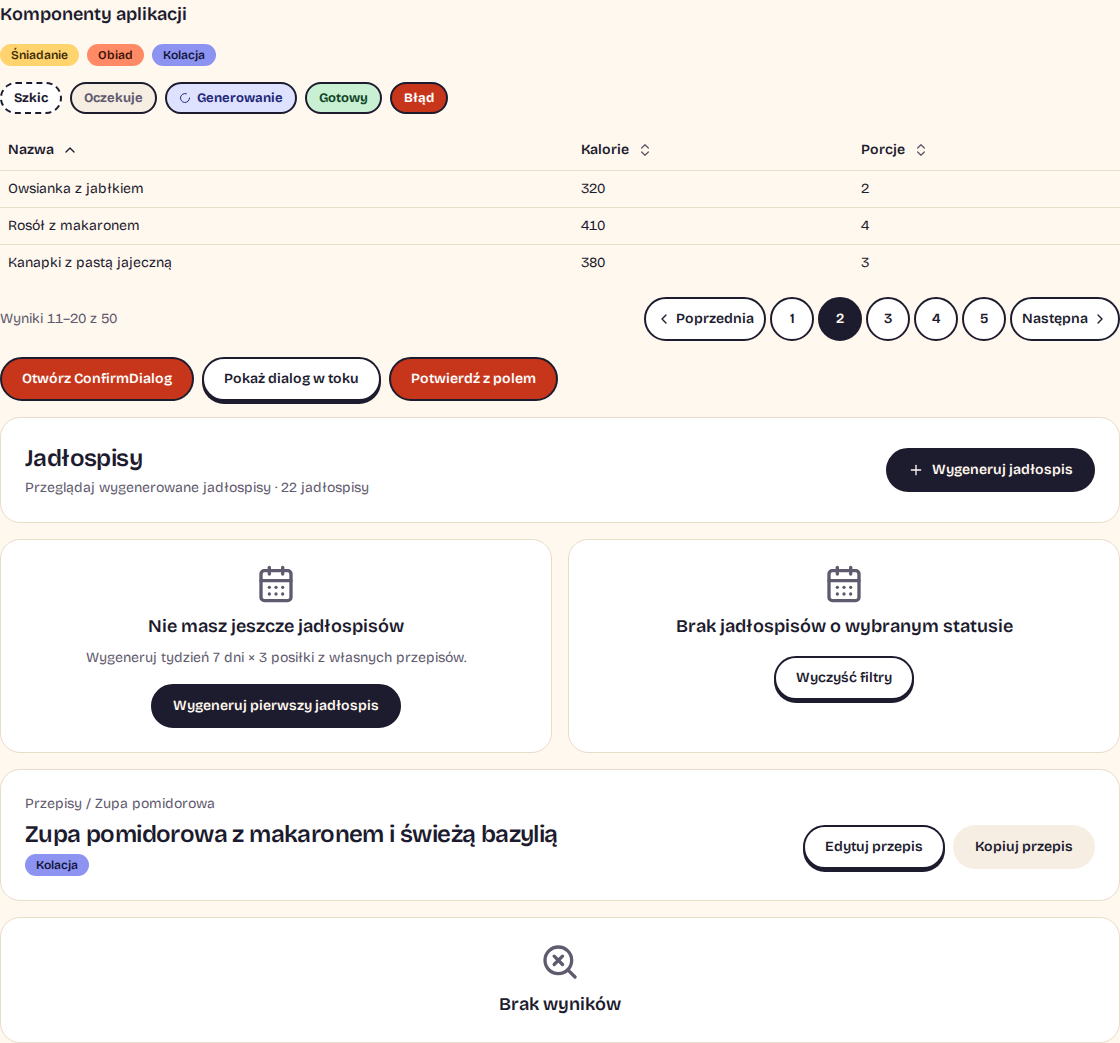 Komponenty aplikacji
Śniadanie Obiad Kolacja
Szkic Oczekuje Generowanie Gotowy Błąd
Nazwa Kalorie Porcje
Owsianka z jabłkiem 320 2
Rosół z makaronem 410 4
Kanapki z pastą jajeczną 380 3
Wyniki 11–20 z 50 Poprzednia 1 2 3 4 5 Następna
Otwórz ConfirmDialog Pokaż dialog w toku Potwierdź z polem
Jadłospisy
Przeglądaj wygenerowane jadłospisy · 22 jadłospisy
Wygeneruj jadłospis
Nie masz jeszcze jadłospisów
Wygeneruj tydzień 7 dni × 3 posiłki z własnych przepisów.
Wygeneruj pierwszy jadłospis
Brak jadłospisów o wybranym statusie
Wyczyść filtry
Przepisy / Zupa pomidorowa
Zupa pomidorowa z makaronem i świeżą bazylią
Kolacja
Edytuj przepis Kopiuj przepis
Brak wyników